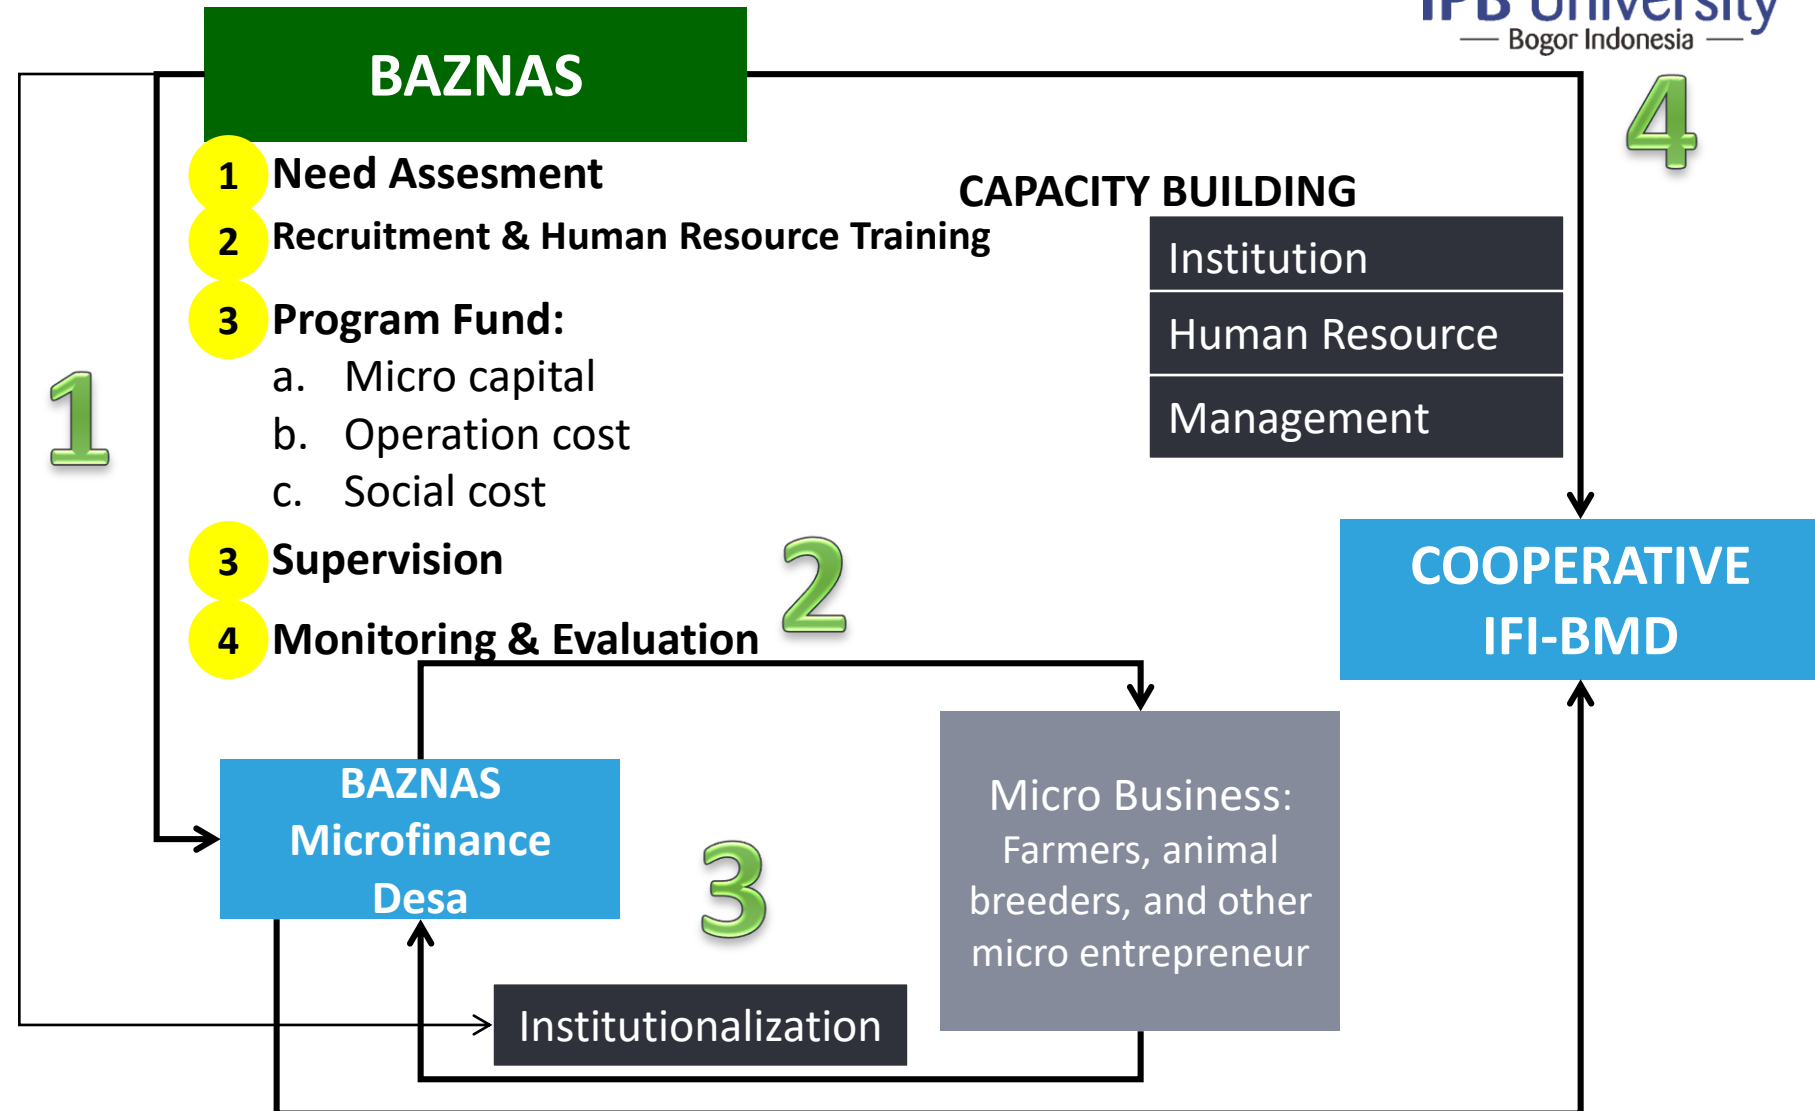 IPB University
Bogor Indonesia
BAZNAS
1 Need Assesment
2 Recruitment & Human Resource Training
3 Program Fund:
a. Micro capital
b. Operation cost
c. Social cost
3 Supervision
4 Monitoring & Evaluation
CAPACITY BUILDING
Institution
Human Resource
Management
1
2
3
4
COOPERATIVE
IFI-BMD
BAZNAS
Microfinance
Desa
Micro Business:
Farmers, animal
breeders, and other
micro entrepreneur
Institutionalization